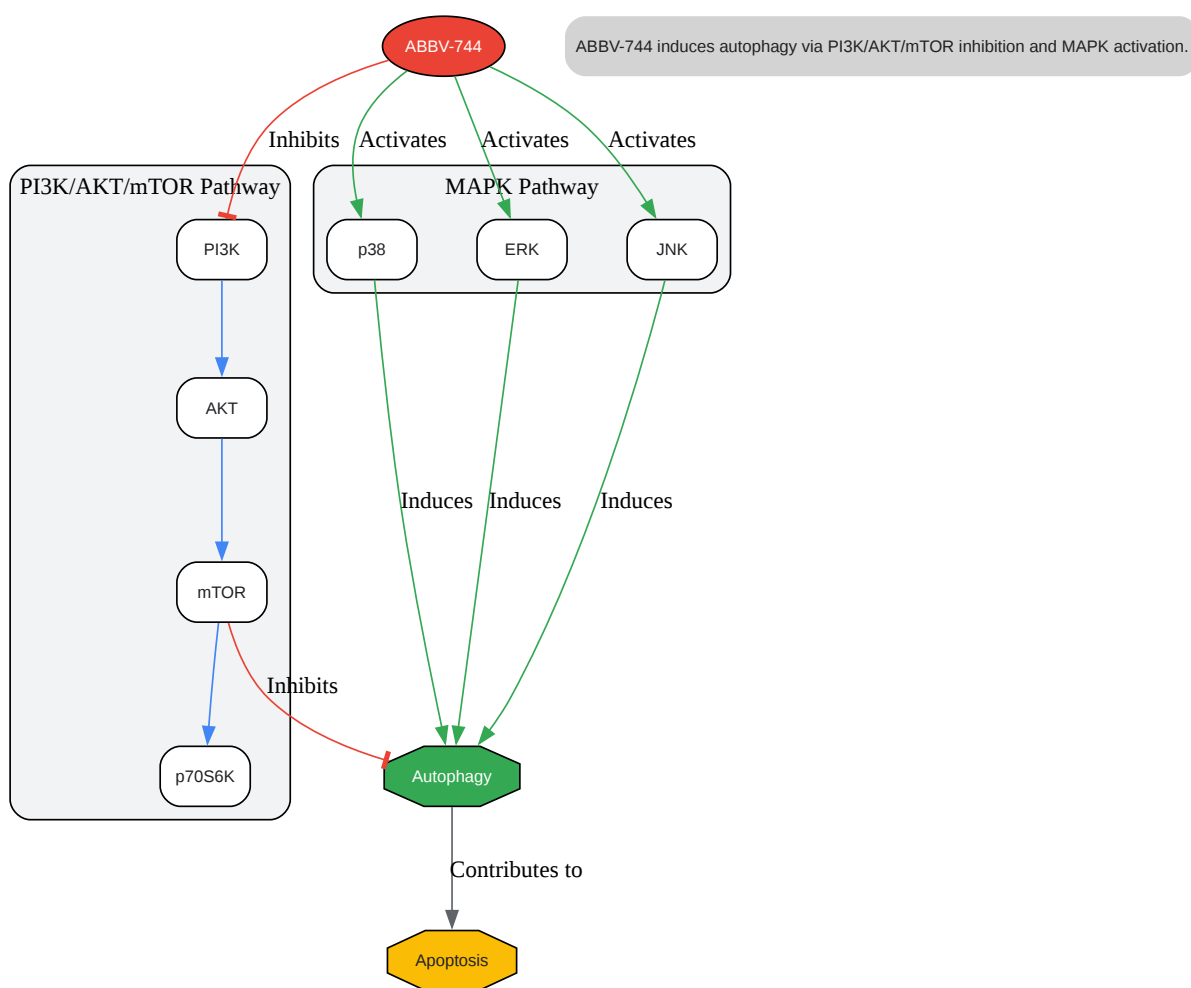 ABBV-744
ABBV-744 induces autophagy via PI3K/AKT/mTOR inhibition and MAPK activation.
Inhibits
Activates
Activates
Activates
PI3K/AKT/mTOR Pathway
MAPK Pathway
PI3K
p38
ERK
JNK
AKT
Induces
Induces
Induces
mTOR
Inhibits
p70S6K
Autophagy
Contributes to
Apoptosis